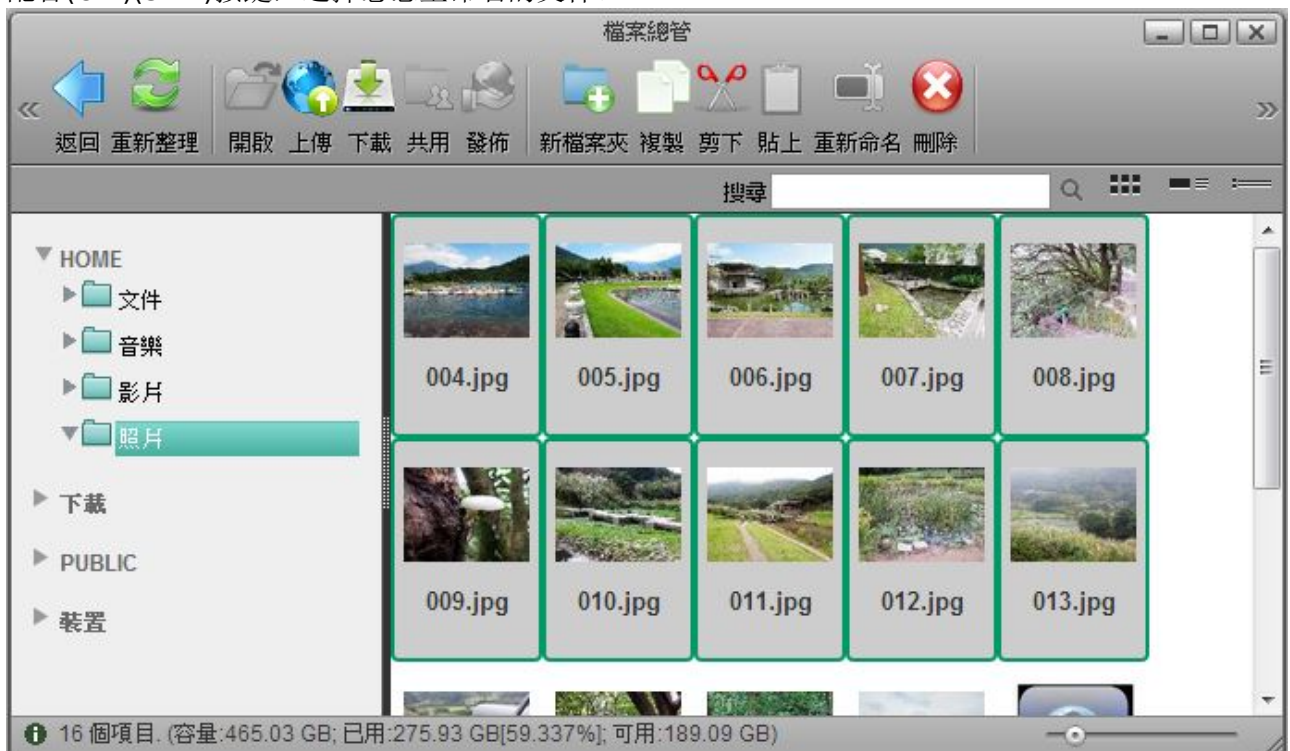 檔案總管
返回 重新整理 開啟 上傳 下載 共用 發佈 新檔案夾 複製 剪下 貼上 重新命名 刪除
搜尋
HOME
文件
音樂
影片
照片
下載
PUBLIC
裝置
004.jpg 005.jpg 006.jpg 007.jpg 008.jpg
009.jpg 010.jpg 011.jpg 012.jpg 013.jpg
16 個項目. (容量:465.03 GB; 已用:275.93 GB[59.337%]; 可用:189.09 GB)